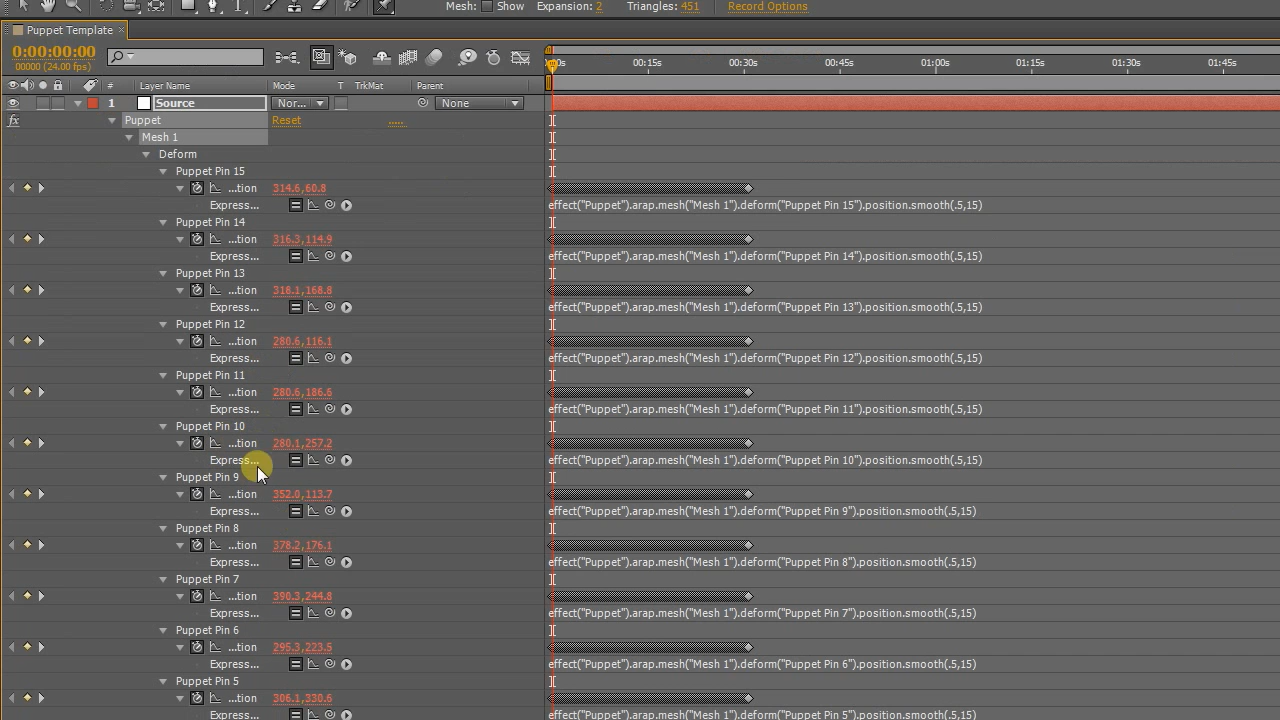 Mesh: Show Expansion: 2 Triangles: 451 Record Options
Puppet Template ×
0:00:00:00
00000 (24.00 fps)
00s 00:15s 00:30s 00:45s 01:00s 01:15s 01:30s 01:45s
# Layer Name Mode T TrkMat Parent
1 Source Nor... None
fx Puppet Reset .....
Mesh 1
Deform
Puppet Pin 15
...tion 314.6,60.8
Express... effect("Puppet").arap.mesh("Mesh 1").deform("Puppet Pin 15").position.smooth(.5,15)
Puppet Pin 14
...tion 316.3,114.9
Express... effect("Puppet").arap.mesh("Mesh 1").deform("Puppet Pin 14").position.smooth(.5,15)
Puppet Pin 13
...tion 318.1,168.8
Express... effect("Puppet").arap.mesh("Mesh 1").deform("Puppet Pin 13").position.smooth(.5,15)
Puppet Pin 12
...tion 280.6,116.1
Express... effect("Puppet").arap.mesh("Mesh 1").deform("Puppet Pin 12").position.smooth(.5,15)
Puppet Pin 11
...tion 280.6,186.6
Express... effect("Puppet").arap.mesh("Mesh 1").deform("Puppet Pin 11").position.smooth(.5,15)
Puppet Pin 10
...tion 280.1,257.2
Express... effect("Puppet").arap.mesh("Mesh 1").deform("Puppet Pin 10").position.smooth(.5,15)
Puppet Pin 9
...tion 352.0,113.7
Express... effect("Puppet").arap.mesh("Mesh 1").deform("Puppet Pin 9").position.smooth(.5,15)
Puppet Pin 8
...tion 378.2,176.1
Express... effect("Puppet").arap.mesh("Mesh 1").deform("Puppet Pin 8").position.smooth(.5,15)
Puppet Pin 7
...tion 390.3,244.8
Express... effect("Puppet").arap.mesh("Mesh 1").deform("Puppet Pin 7").position.smooth(.5,15)
Puppet Pin 6
...tion 295.3,223.5
Express... effect("Puppet").arap.mesh("Mesh 1").deform("Puppet Pin 6").position.smooth(.5,15)
Puppet Pin 5
...tion 306.1,330.6
Express... effect("Puppet").arap.mesh("Mesh 1").deform("Puppet Pin 5").position.smooth(.5,15)